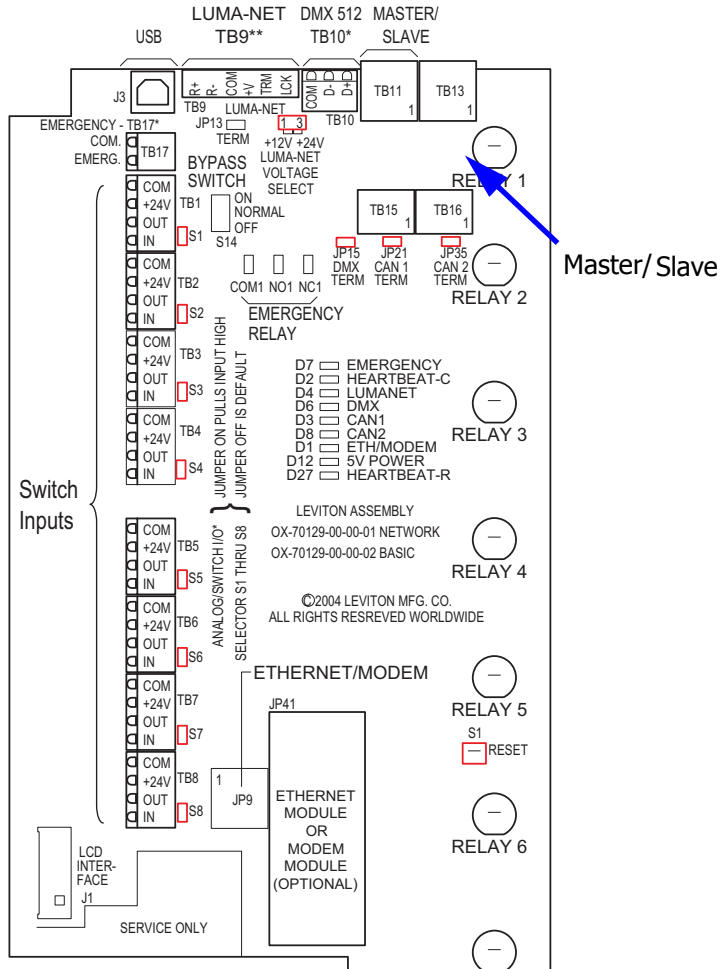 LUMA-NET
TB9**
DMX 512
TB10*
MASTER/
SLAVE
USB
J3
R+
R-
COM
+V
TRM
LCK
TB9
COM
D-
D+
TB10
TB11
1
TB13
1
LUMA-NET
JP13
TERM
1 3
+12V +24V
LUMA-NET
VOLTAGE
SELECT
EMERGENCY - TB17*
COM.
EMERG.
TB17
BYPASS
SWITCH
ON
NORMAL
OFF
S14
RELAY 1
Master/ Slave
TB15
1
TB16
1
JP15
DMX
TERM
JP21
CAN 1
TERM
JP35
CAN 2
TERM
RELAY 2
COM
+24V
OUT
IN
TB1
S1
COM
+24V
OUT
IN
TB2
S2
COM
+24V
OUT
IN
TB3
S3
COM
+24V
OUT
IN
TB4
S4
COM1 NO1 NC1
EMERGENCY
RELAY
JUMPER ON PULLS INPUT HIGH
JUMPER OFF IS DEFAULT
D7 EMERGENCY
D2 HEARTBEAT-C
D4 LUMANET
D6 DMX
D3 CAN1
D8 CAN2
D1 ETH/MODEM
D12 5V POWER
D27 HEARTBEAT-R
RELAY 3
Switch
Inputs
LEVITON ASSEMBLY
OX-70129-00-00-01 NETWORK
OX-70129-00-00-02 BASIC
©2004 LEVITON MFG. CO.
ALL RIGHTS RESREVED WORLDWIDE
RELAY 4
COM
+24V
OUT
IN
TB5
S5
COM
+24V
OUT
IN
TB6
S6
COM
+24V
OUT
IN
TB7
S7
COM
+24V
OUT
IN
TB8
S8
ANALOG/SWITCH I/O*
SELECTOR S1 THRU S8
ETHERNET/MODEM
JP41
1
JP9
ETHERNET
MODULE
OR
MODEM
MODULE
(OPTIONAL)
RELAY 5
S1
RESET
RELAY 6
LCD
INTER-
FACE
J1
SERVICE ONLY